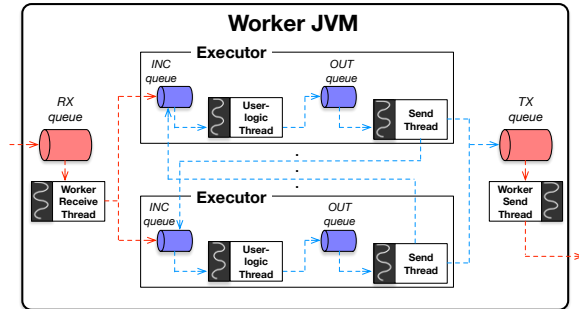 Worker JVM
Executor
INC
queue
OUT
queue
RX
queue
User-
logic
Thread
Send
Thread
TX
queue
Worker
Receive
Thread
Executor
INC
queue
OUT
queue
User-
logic
Thread
Send
Thread
Worker
Send
Thread